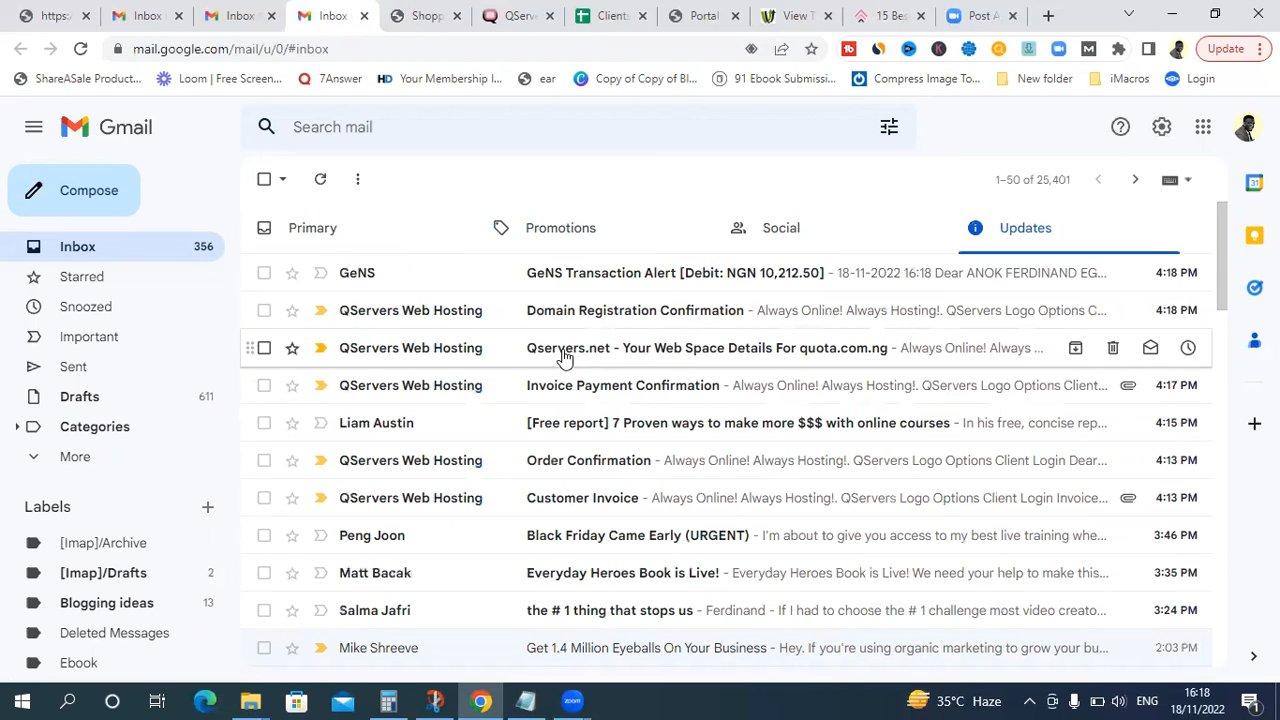 https:/
Inbox
Inbox
Inbox
Shopp
QServe
Clients
Portal
View T
15 Bes
Post A
mail.google.com/mail/u/0/#inbox
Update
ShareASale Product...
Loom | Free Screen...
7Answer
HD Your Membership I...
ear
Copy of Copy of Bl...
91 Ebook Submissi...
Compress Image To...
New folder
iMacros
Login
Gmail
Search mail
Compose
1–50 of 25,401
Primary
Promotions
Social
Updates
Inbox 356
Starred
Snoozed
Important
Sent
Drafts 611
Categories
More
Labels
[Imap]/Archive
[Imap]/Drafts 2
Blogging ideas 13
Deleted Messages
Ebook
GeNS GeNS Transaction Alert [Debit: NGN 10,212.50] - 18-11-2022 16:18 Dear ANOK FERDINAND EG... 4:18 PM
QServers Web Hosting Domain Registration Confirmation - Always Online! Always Hosting!. QServers Logo Options C... 4:18 PM
QServers Web Hosting Qservers.net - Your Web Space Details For quota.com.ng - Always Online! Always ...
QServers Web Hosting Invoice Payment Confirmation - Always Online! Always Hosting!. QServers Logo Options Client... 4:17 PM
Liam Austin [Free report] 7 Proven ways to make more $$$ with online courses - In his free, concise rep... 4:15 PM
QServers Web Hosting Order Confirmation - Always Online! Always Hosting!. QServers Logo Options Client Login Dear... 4:13 PM
QServers Web Hosting Customer Invoice - Always Online! Always Hosting!. QServers Logo Options Client Login Invoice... 4:13 PM
Peng Joon Black Friday Came Early (URGENT) - I'm about to give you access to my best live training whe... 3:46 PM
Matt Bacak Everyday Heroes Book is Live! - Everyday Heroes Book is Live! We need your help to make this... 3:35 PM
Salma Jafri the # 1 thing that stops us - Ferdinand - If I had to choose the # 1 challenge most video creato... 3:24 PM
Mike Shreeve Get 1.4 Million Eyeballs On Your Business - Hey. If you're using organic marketing to grow your bu... 2:03 PM
zoom
35°C Haze
ENG
16:18
18/11/2022
1